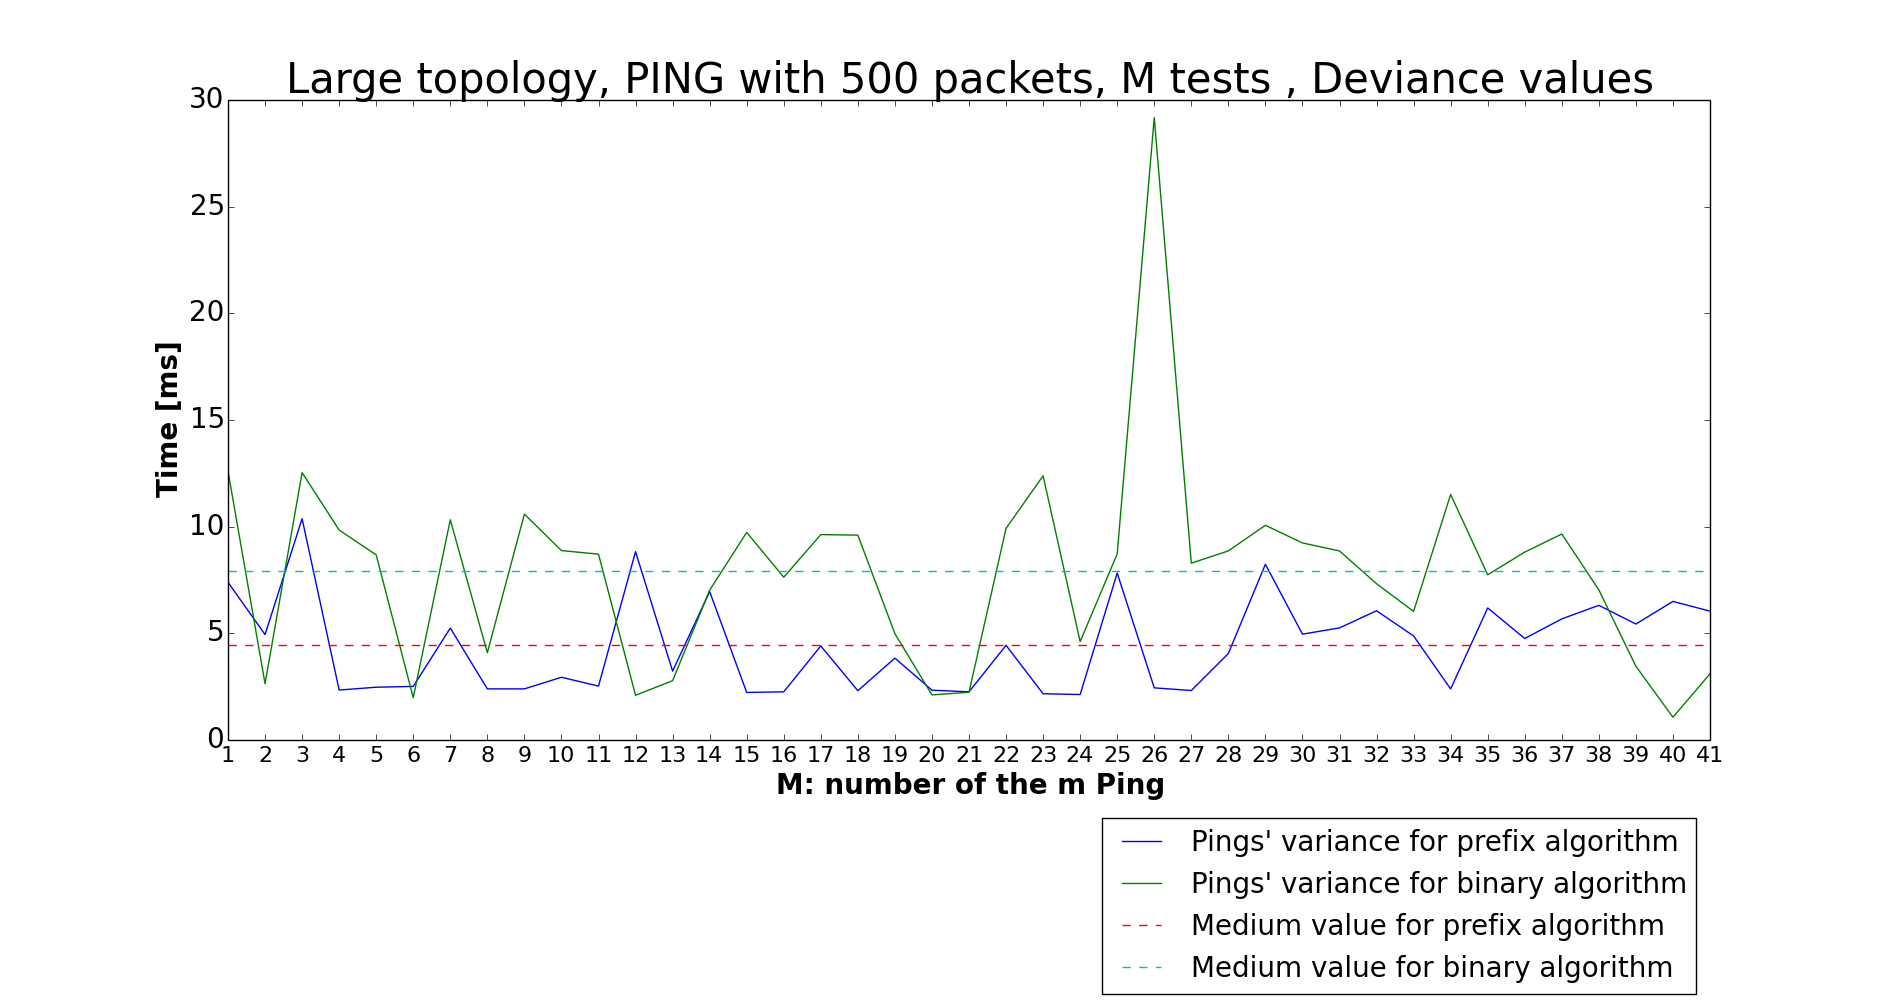 Large topology, PING with 500 packets, M tests , Deviance values
30
25
20
15
10
5
0
Time [ms]
1 2 3 4 5 6 7 8 9 10 11 12 13 14 15 16 17 18 19 20 21 22 23 24 25 26 27 28 29 30 31 32 33 34 35 36 37 38 39 40 41
M: number of the m Ping
Pings' variance for prefix algorithm
Pings' variance for binary algorithm
Medium value for prefix algorithm
Medium value for binary algorithm